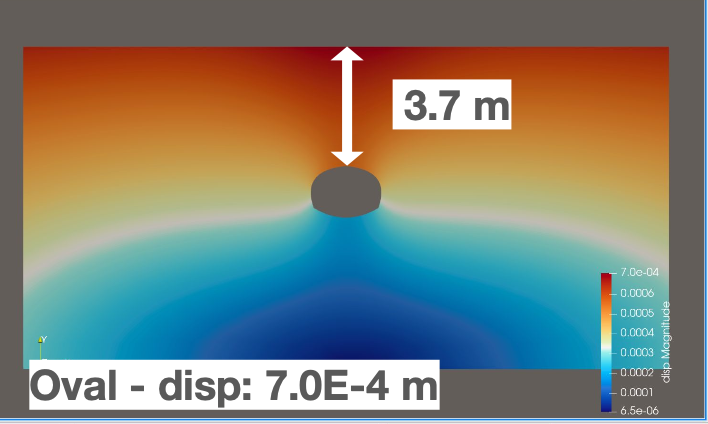 3.7 m
7.0e-04
0.0006
0.0005
0.0004
0.0003
0.0002
0.0001
6.5e-06
disp Magnitude
Y
Oval - disp: 7.0E-4 m